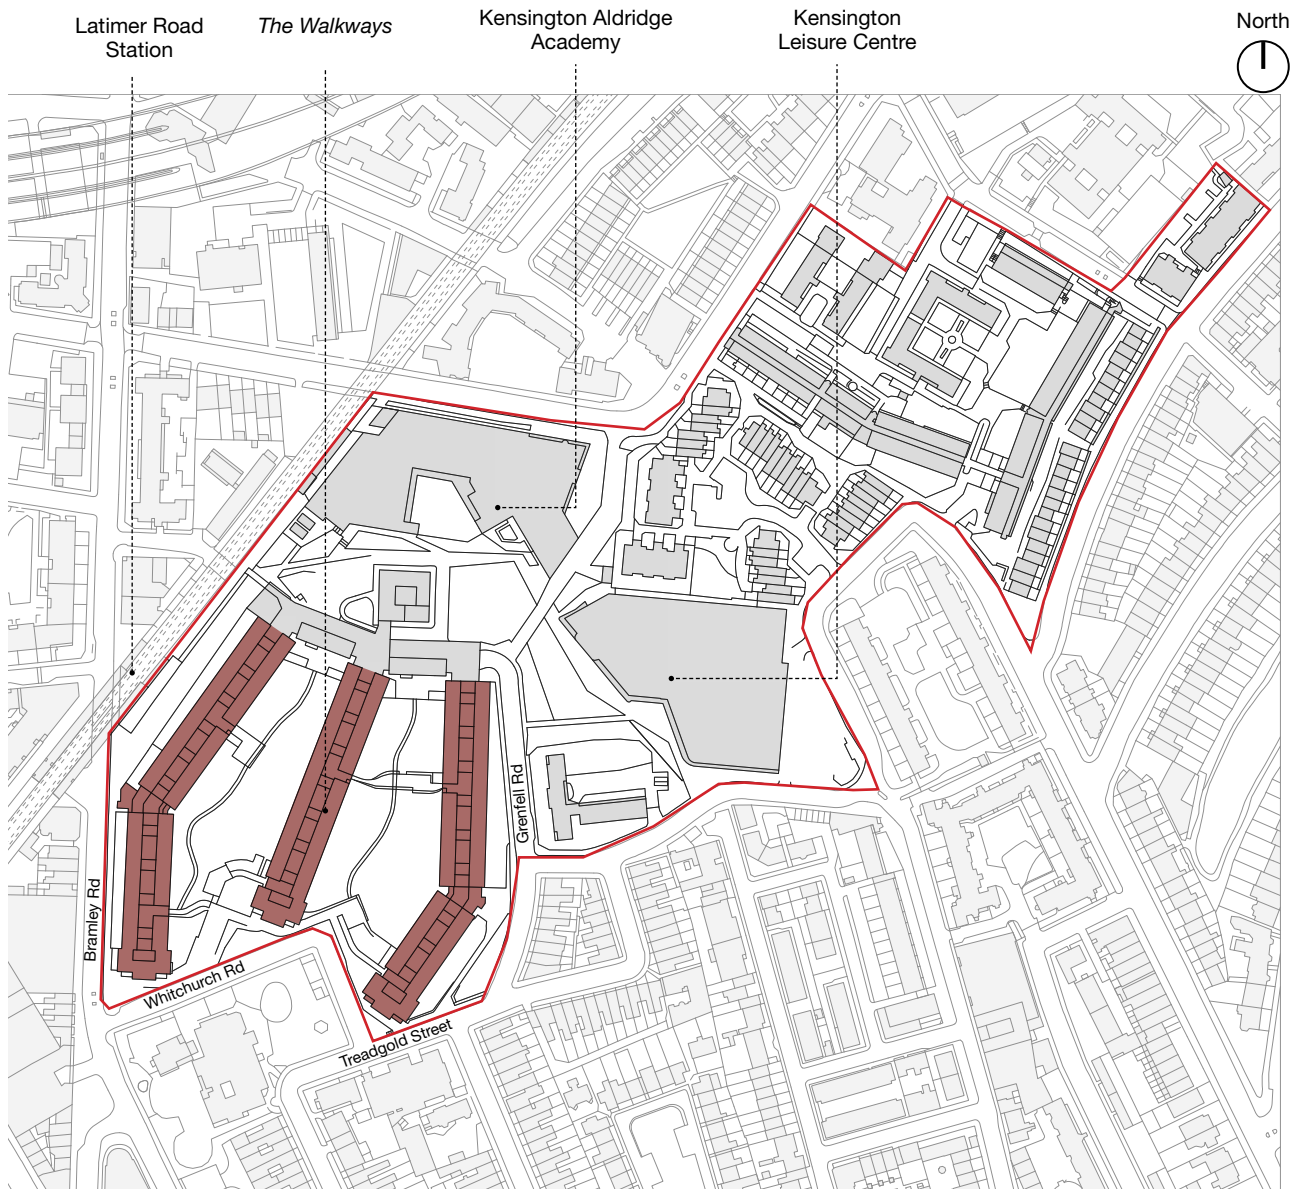 Latimer Road
Station
The Walkways
Kensington Aldridge
Academy
Kensington
Leisure Centre
North
Grenfell Rd
Bramley Rd
Whitchurch Rd
Treadgold Street